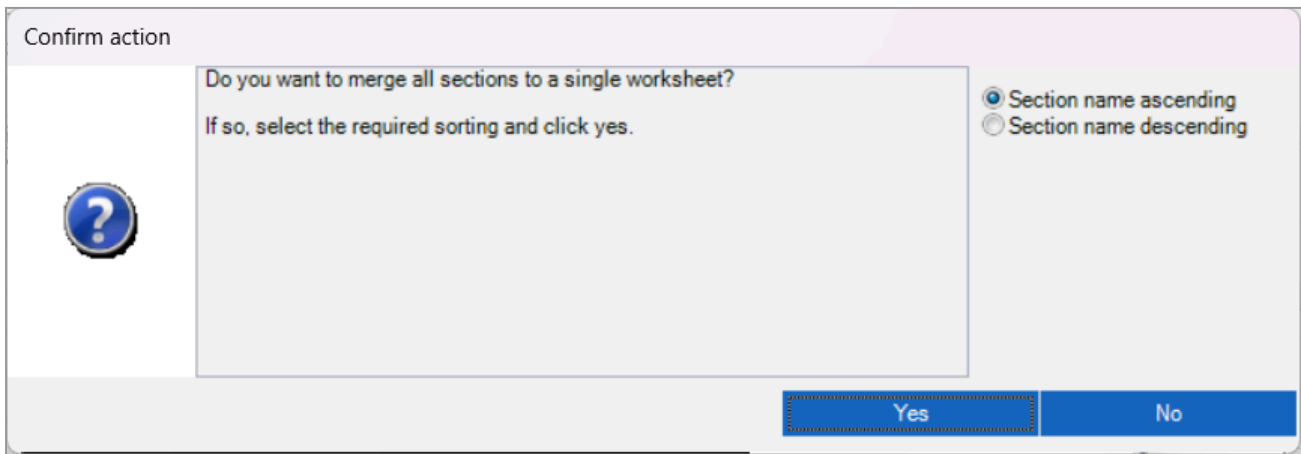 Confirm action
Do you want to merge all sections to a single worksheet?
If so, select the required sorting and click yes.
Section name ascending
Section name descending
?
Yes
No